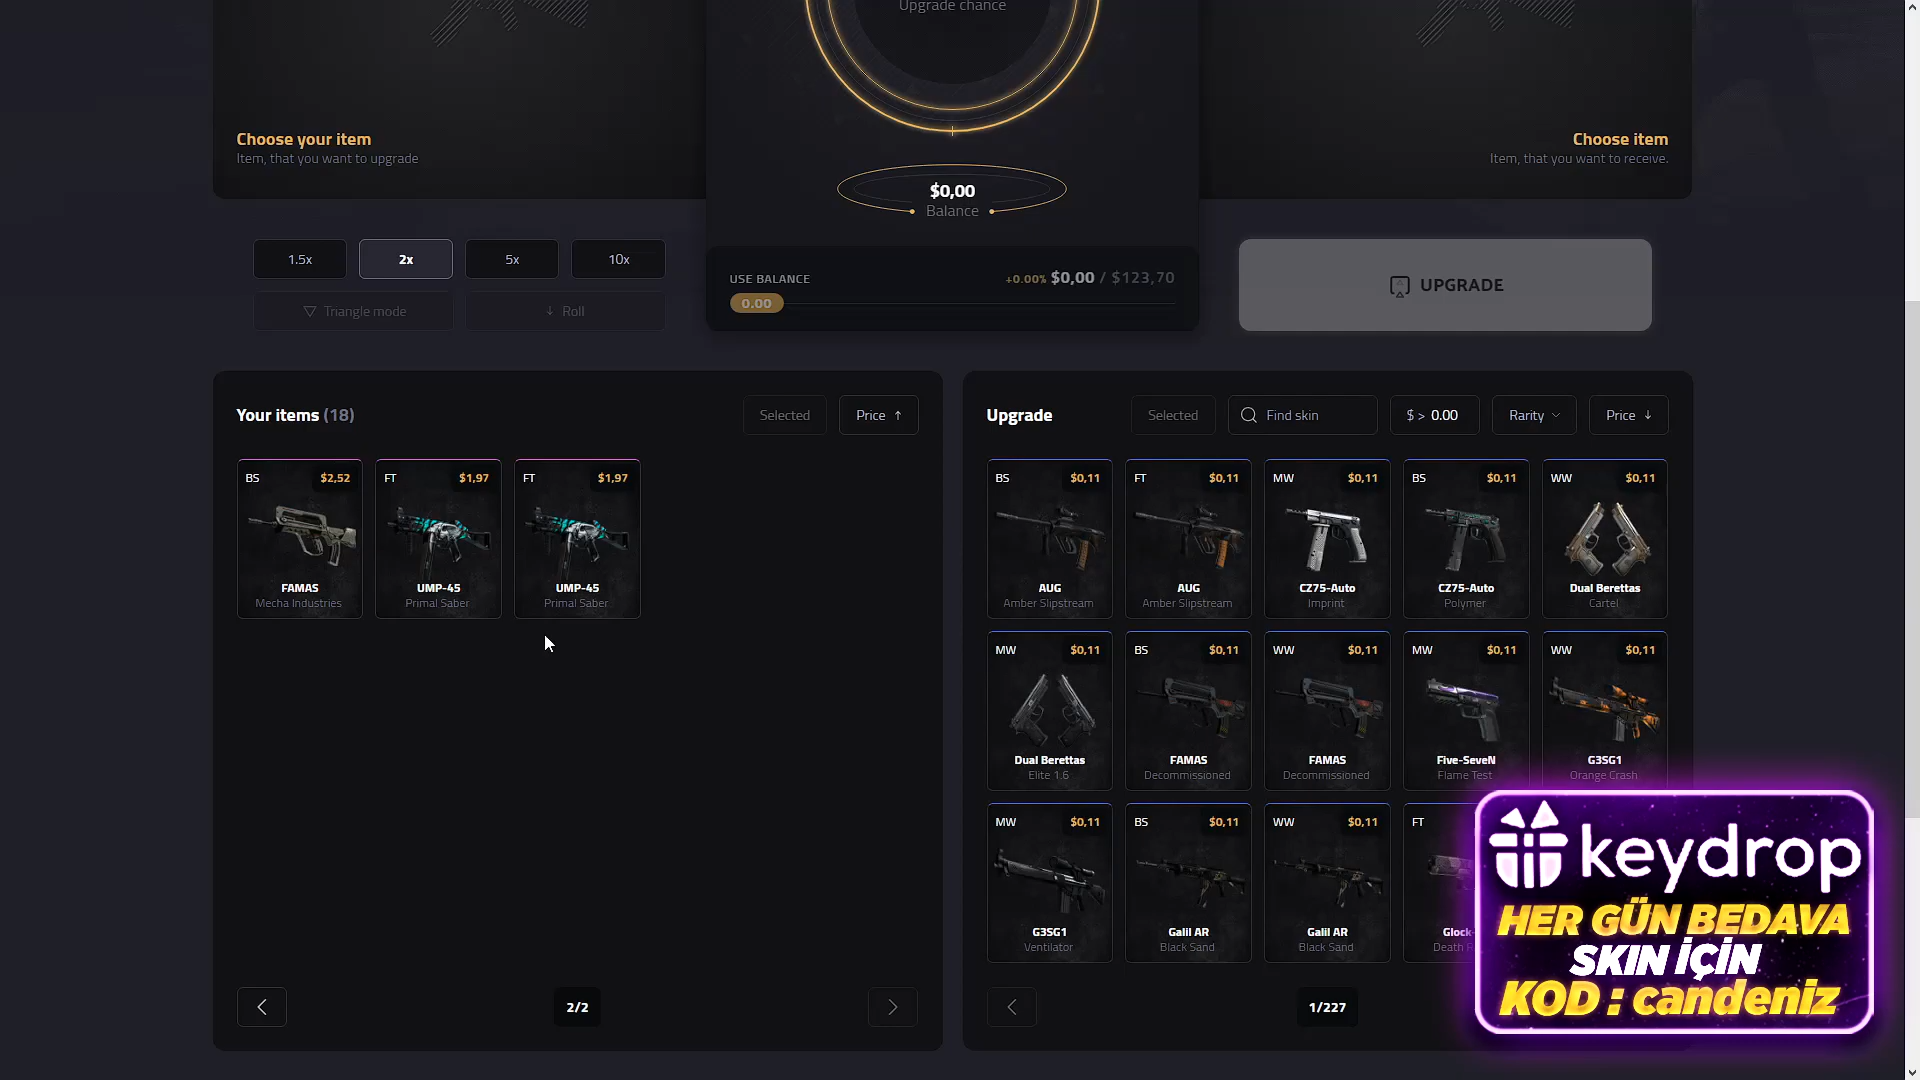 Upgrade chance
Choose your item
Item, that you want to upgrade
Choose item
Item, that you want to receive.
$0,00
Balance
1.5x
2x
5x
10x
Triangle mode
Roll
USE BALANCE
+0.00% $0,00 / $123,70
0.00
UPGRADE
Your items (18)
Selected
Price
Upgrade
Selected
Find skin
$ > 0.00
Rarity
Price
BS $2,52
FAMAS
Mecha Industries
FT $1,97
UMP-45
Primal Saber
FT $1,97
UMP-45
Primal Saber
BS $0,11
AUG
Amber Slipstream
FT $0,11
AUG
Amber Slipstream
MW $0,11
CZ75-Auto
Imprint
BS $0,11
CZ75-Auto
Polymer
WW $0,11
Dual Berettas
Cartel
MW $0,11
Dual Berettas
Elite 1.6
BS $0,11
FAMAS
Decommissioned
WW $0,11
FAMAS
Decommissioned
MW $0,11
Five-SeveN
Flame Test
WW $0,11
G3SG1
Orange Crash
MW $0,11
G3SG1
Ventilator
BS $0,11
Galil AR
Black Sand
WW $0,11
Galil AR
Black Sand
FT
Glock-
Death
2/2
1/227
keydrop
HER GÜN BEDAVA
SKIN İÇİN
KOD : candeniz